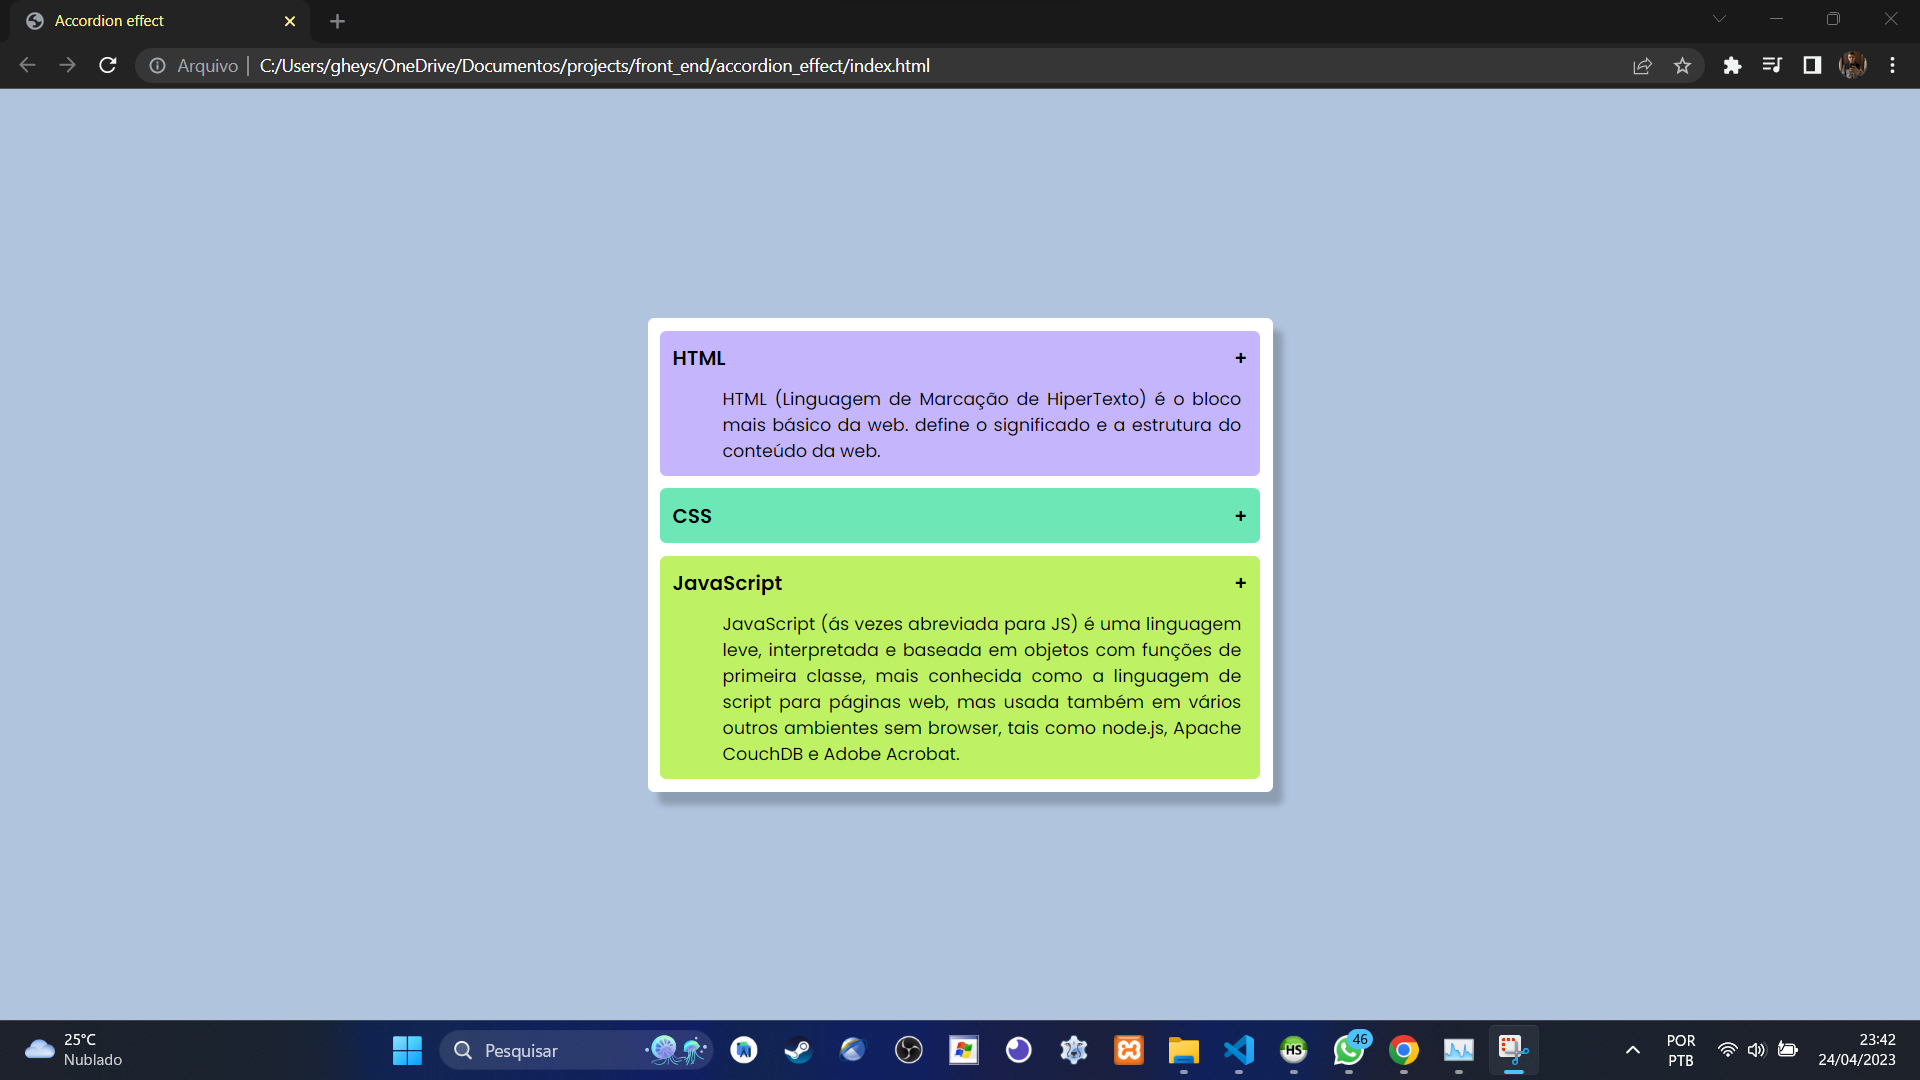 Accordion effect
Arquivo
C:/Users/gheys/OneDrive/Documentos/projects/front_end/accordion_effect/index.html
HTML +
HTML (Linguagem de Marcação de HiperTexto) é o bloco
mais básico da web. define o significado e a estrutura do
conteúdo da web.
CSS +
JavaScript +
JavaScript (ás vezes abreviada para JS) é uma linguagem
leve, interpretada e baseada em objetos com funções de
primeira classe, mais conhecida como a linguagem de
script para páginas web, mas usada também em vários
outros ambientes sem browser, tais como node.js, Apache
CouchDB e Adobe Acrobat.
25°C
Nublado
Pesquisar
HS
46
POR
PTB
23:42
24/04/2023